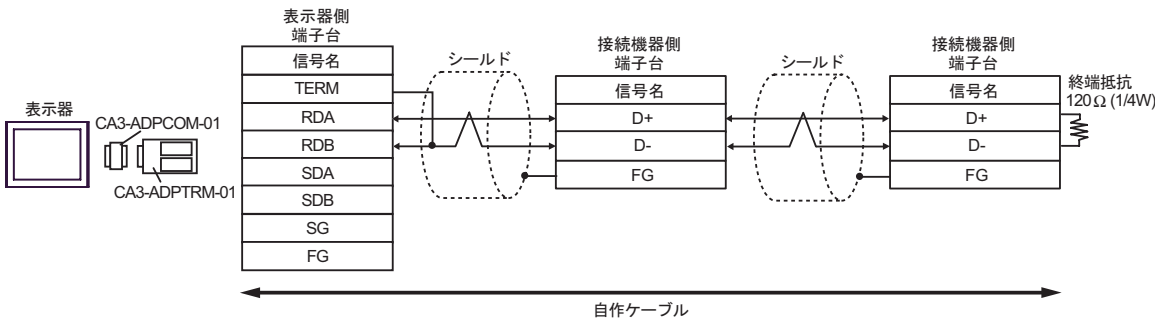 表示器
CA3-ADPCOM-01
CA3-ADPTRM-01
表示器側
端子台
信号名
TERM
RDA
RDB
SDA
SDB
SG
FG
シールド
接続機器側
端子台
信号名
D+
D-
FG
シールド
接続機器側
端子台
信号名
D+
D-
FG
終端抵抗
120Ω (1/4W)
自作ケーブル